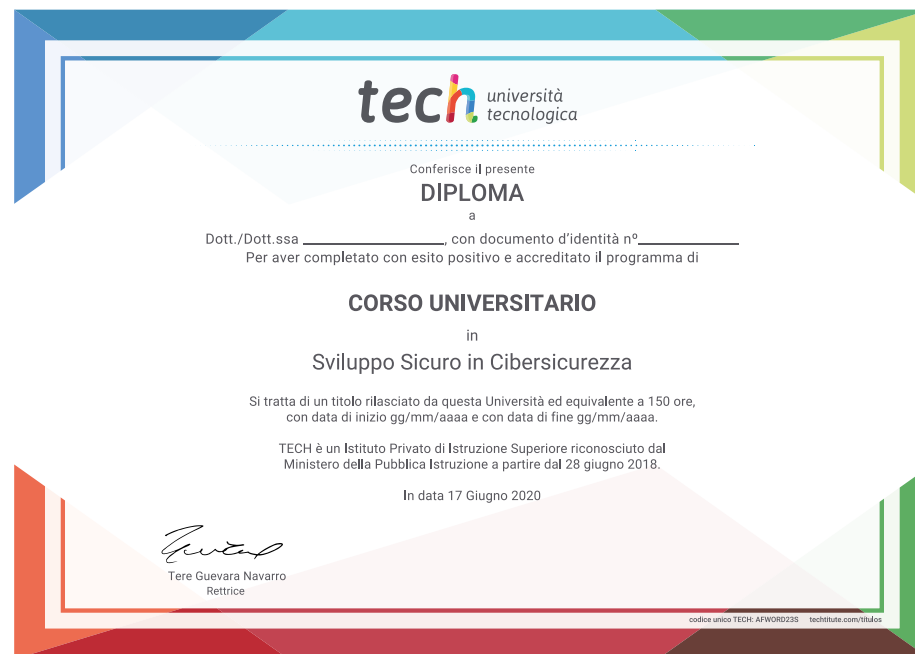 tech università
tecnologica
Conferisce il presente
DIPLOMA
a
Dott./Dott.ssa ____________________, con documento d'identità nº______________
Per aver completato con esito positivo e accreditato il programma di
CORSO UNIVERSITARIO
in
Sviluppo Sicuro in Cibersicurezza
Si tratta di un titolo rilasciato da questa Università ed equivalente a 150 ore,
con data di inizio gg/mm/aaaa e con data di fine gg/mm/aaaa.
TECH è un Istituto Privato di Istruzione Superiore riconosciuto dal
Ministero della Pubblica Istruzione a partire dal 28 giugno 2018.
In data 17 Giugno 2020
Tere Guevara Navarro
Rettrice
codice unico TECH: AFWORD23S techtitute.com/titulos